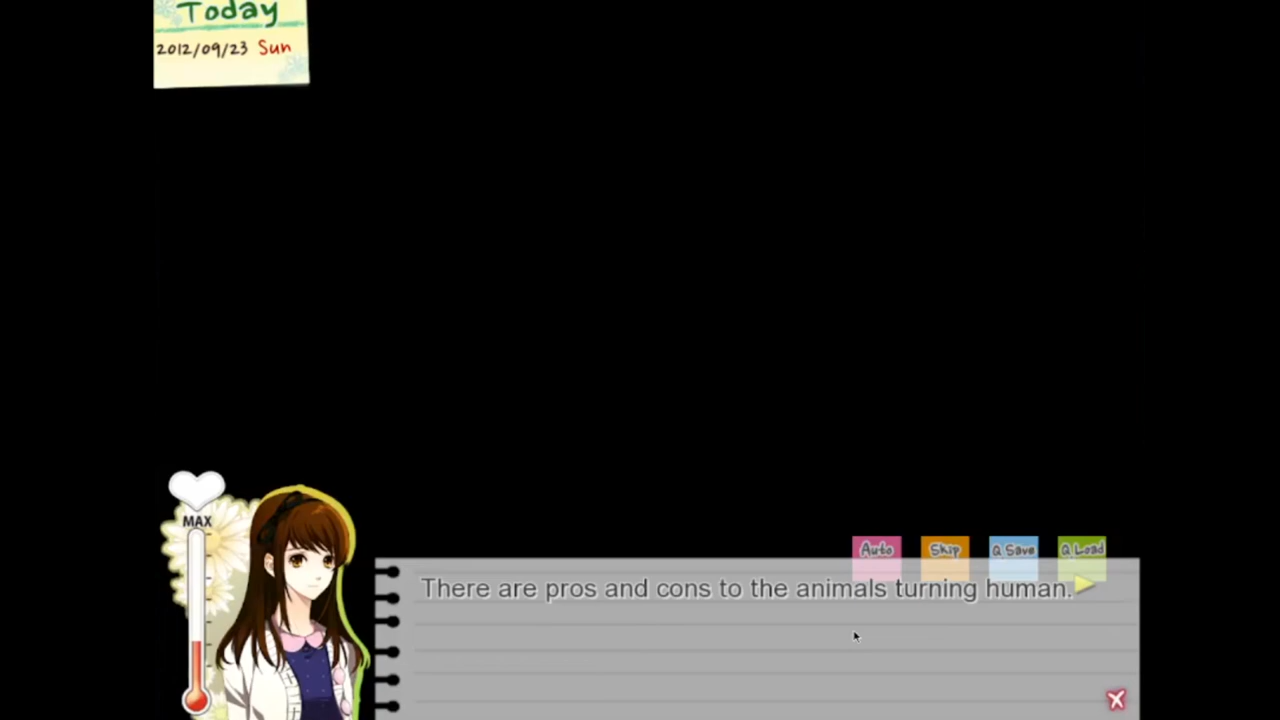 Today
2012/09/23 Sun
MAX
Auto
Skip
Q Save
Q Load
There are pros and cons to the animals turning human.